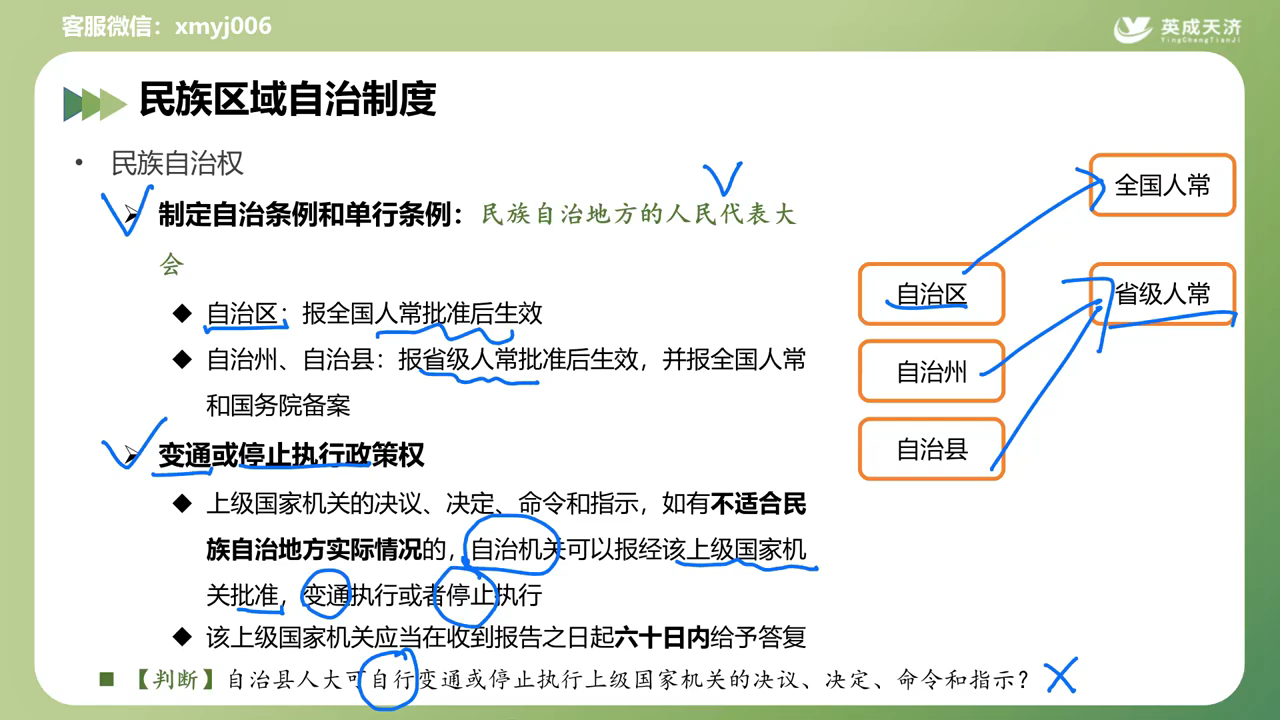 客服微信：xmyj006
英成天济
YingChengTianJi
民族区域自治制度
• 民族自治权
制定自治条例和单行条例：民族自治地方的人民代表大
会
◆ 自治区：报全国人常批准后生效
◆ 自治州、自治县：报省级人常批准后生效，并报全国人常
和国务院备案
变通或停止执行政策权
◆ 上级国家机关的决议、决定、命令和指示，如有不适合民
族自治地方实际情况的，自治机关可以报经该上级国家机
关批准，变通执行或者停止执行
◆ 该上级国家机关应当在收到报告之日起六十日内给予答复
■ 【判断】自治县人大可自行变通或停止执行上级国家机关的决议、决定、命令和指示？
全国人常
自治区
省级人常
自治州
自治县